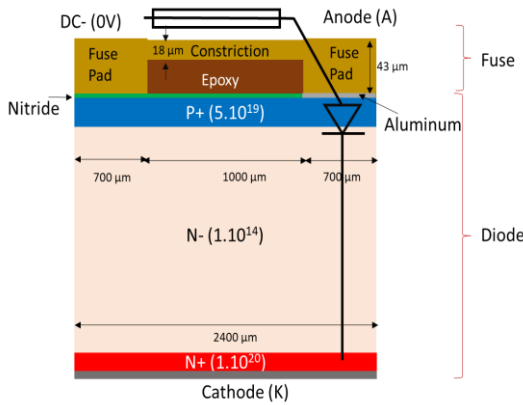 DC- (0V)
Anode (A)
Fuse
Pad
18 µm
Constriction
Fuse
Pad
43 µm
Fuse
Epoxy
Nitride
P+ (5.10¹⁹)
Aluminum
700 µm
1000 µm
700 µm
N- (1.10¹⁴)
Diode
2400 µm
N+ (1.10²⁰)
Cathode (K)